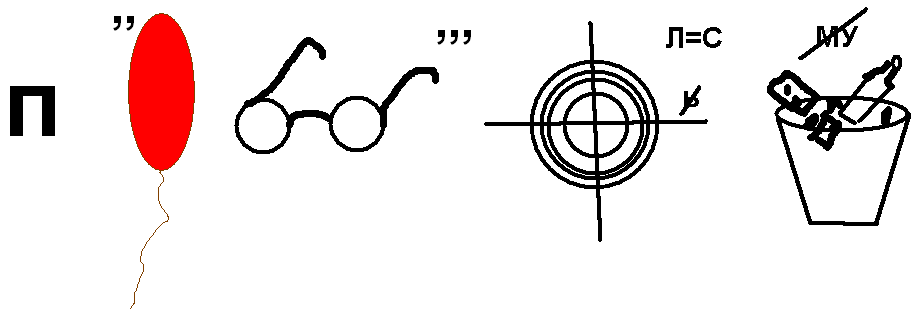 П
,,
,,,
Л=С
Ь
МУ